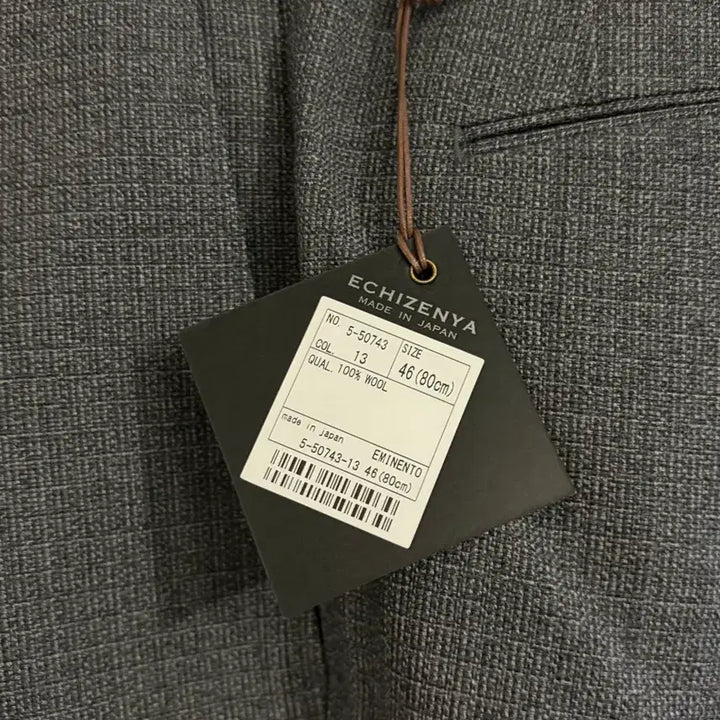 ECHIZENYA
MADE IN JAPAN
NO. 5-50743
COL. 13
SIZE
46(80cm)
QUAL. 100% WOOL
made in japan
EMINENTO
5-50743-13 46(80cm)